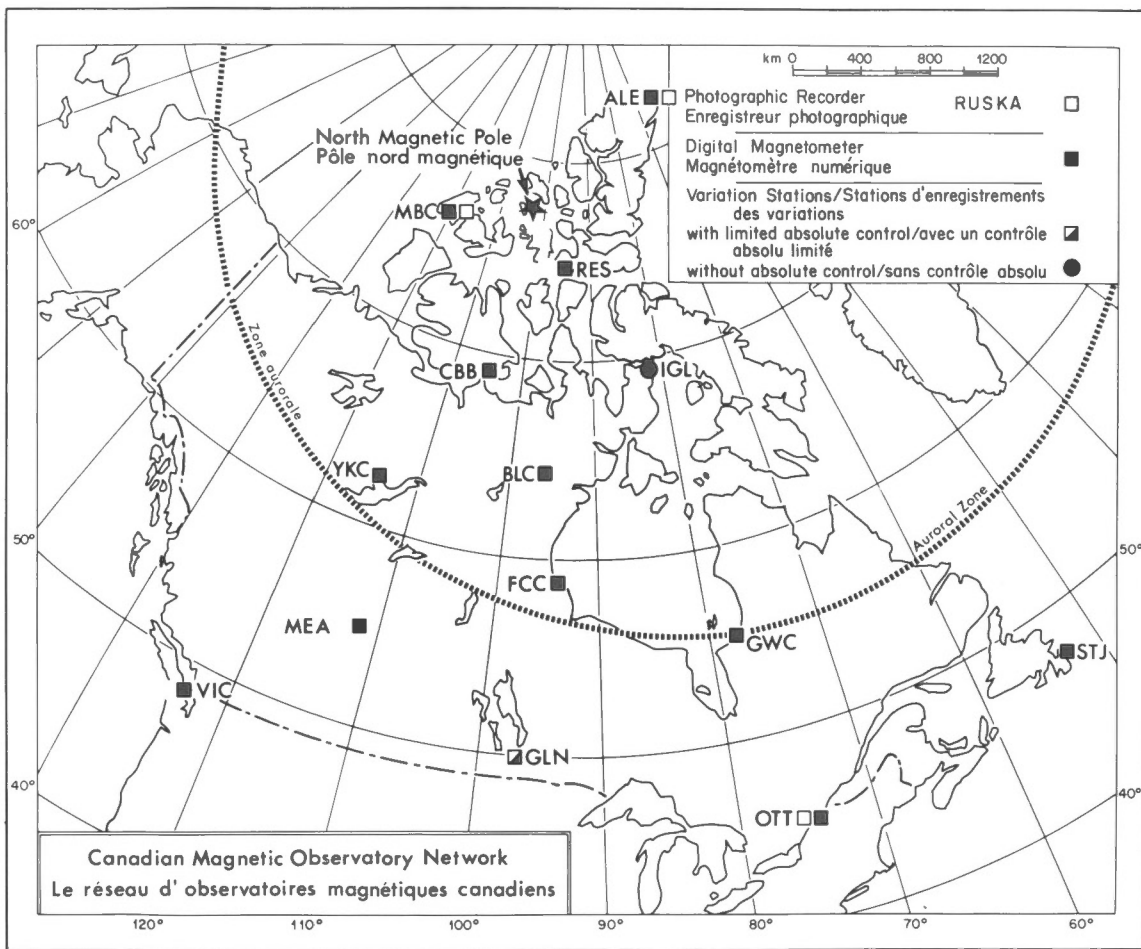 km 0 400 800 1200
ALE
Photographic Recorder RUSKA
Enregistreur photographique
Digital Magnetometer
Magnétomètre numérique
Variation Stations/Stations d'enregistrements
des variations
with limited absolute control/avec un contrôle
absolu limité
without absolute control/sans contrôle absolu
North Magnetic Pole
Pôle nord magnétique
MBC
RES
60°
Zone aurorale
CBB
IGL
YKC
BLC
Auroral Zone
50°
50°
FCC
MEA
GWC
STJ
VIC
GLN
40°
40°
OTT
Canadian Magnetic Observatory Network
Le réseau d' observatoires magnétiques canadiens
120° 110° 100° 90° 80° 70° 60°